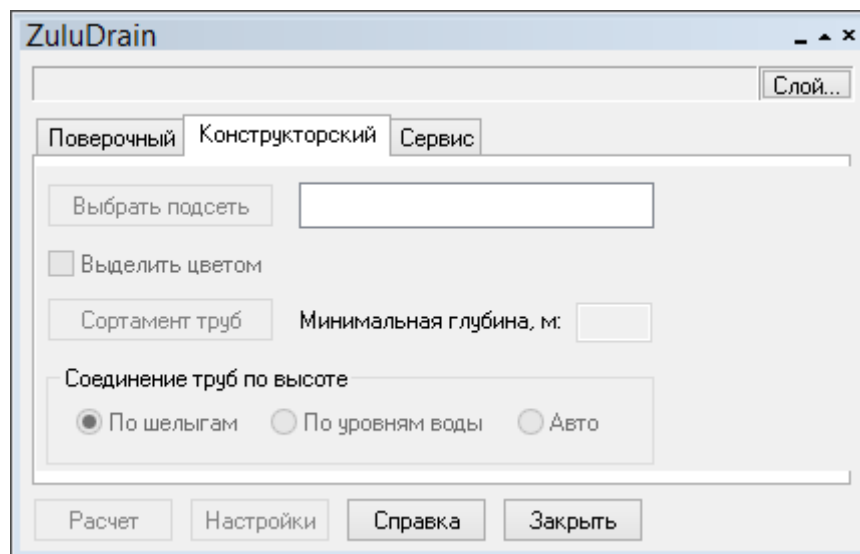 ZuluDrain
Слой...
Поверочный Конструкторский Сервис
Выбрать подсеть
Выделить цветом
Сортамент труб Минимальная глубина, м:
Соединение труб по высоте
По шелыгам По уровням воды Авто
Расчет Настройки Справка Закрыть